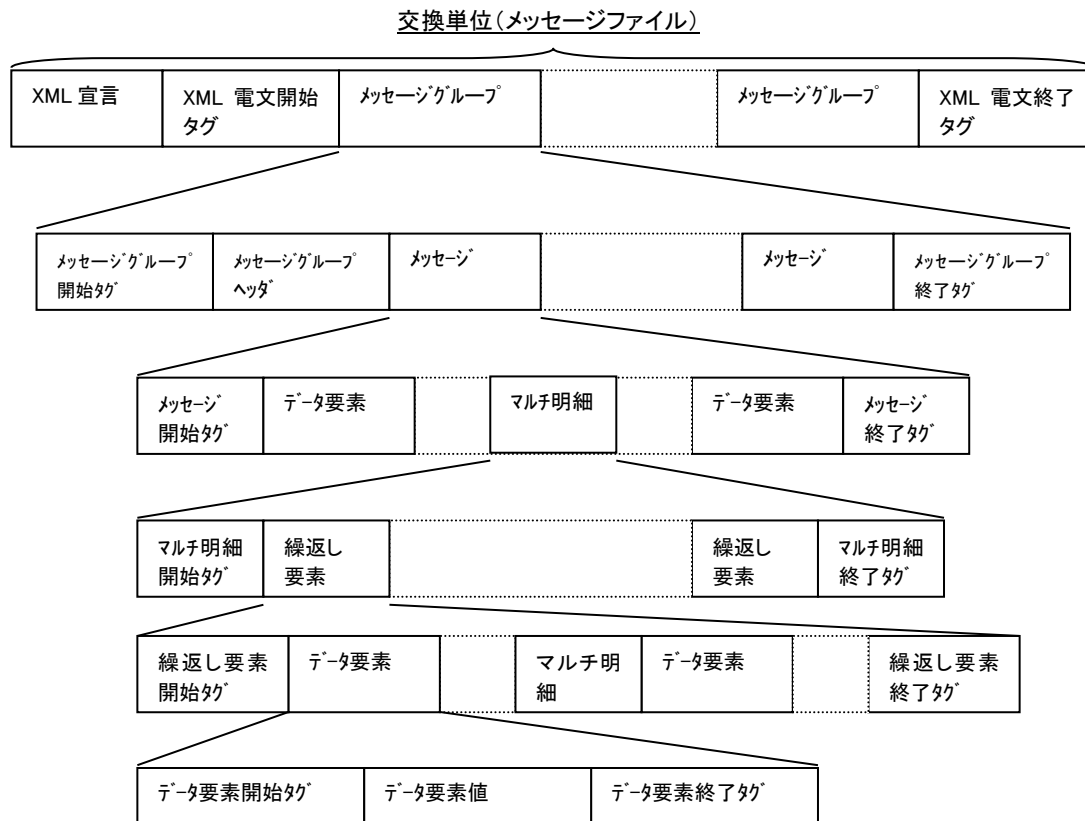 交換単位(メッセージファイル)
XML 宣言
XML 電文開始
タグ
メッセージグループ
メッセージグループ
XML 電文終了
タグ
ﾒｯｾｰｼﾞｸﾞﾙｰﾌﾟ
開始ﾀｸﾞ
ﾒｯｾｰｼﾞｸﾞﾙｰﾌﾟ
ﾍｯﾀﾞ
ﾒｯｾｰｼﾞ
ﾒｯｾｰｼﾞ
ﾒｯｾｰｼﾞｸﾞﾙｰﾌﾟ
終了ﾀｸﾞ
ﾒｯｾｰｼﾞ
開始ﾀｸﾞ
ﾃﾞｰﾀ要素
ﾏﾙﾁ明細
ﾃﾞｰﾀ要素
ﾒｯｾｰｼﾞ
終了ﾀｸﾞ
ﾏﾙﾁ明細
開始ﾀｸﾞ
繰返し
要素
繰返し
要素
ﾏﾙﾁ明細
終了ﾀｸﾞ
繰返し要素
開始ﾀｸﾞ
ﾃﾞｰﾀ要素
マルチ明
細
ﾃﾞｰﾀ要素
繰返し要素
終了ﾀｸﾞ
ﾃﾞｰﾀ要素開始ﾀｸﾞ
ﾃﾞｰﾀ要素値
ﾃﾞｰﾀ要素終了ﾀｸﾞ